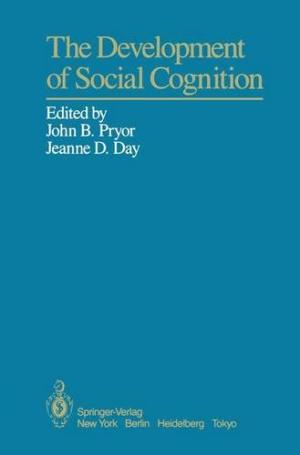 The Development
of Social Cognition
Edited by
John B. Pryor
Jeanne D. Day
Springer-Verlag
New York Berlin Heidelberg Tokyo